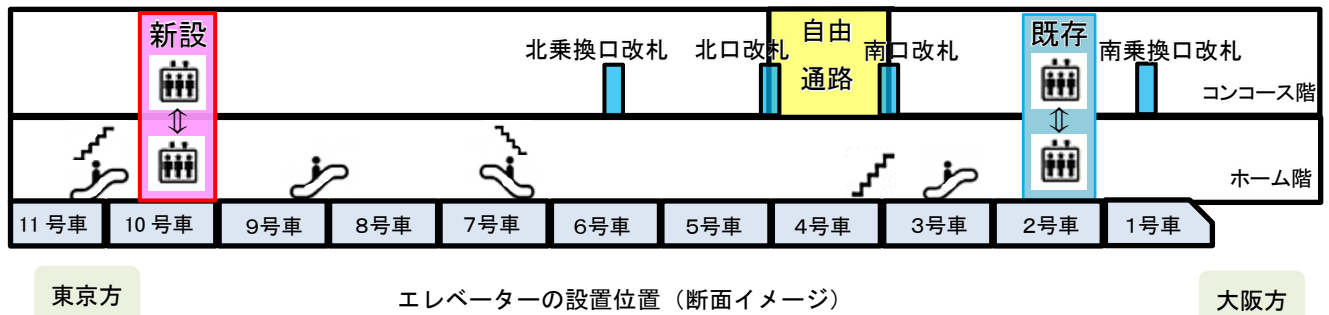 新設
北乗換口改札
北口改札
自由
通路
南口改札
既存
南乗換口改札
コンコース階
ホーム階
11 号車
10 号車
9号車
8号車
7号車
6号車
5号車
4号車
3号車
2号車
1号車
東京方
エレベーターの設置位置（断面イメージ）
大阪方